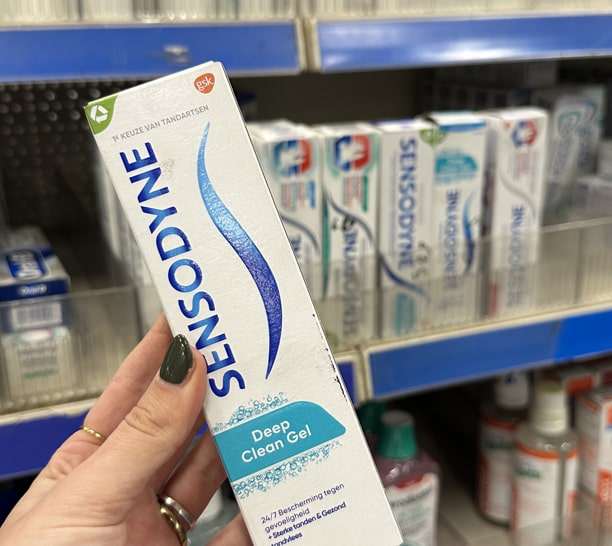 gsk
1e KEUZE VAN TANDARTSEN
SENSODYNE
Deep
Clean Gel
24/7 Bescherming tegen
gevoeligheid
+ Sterke tanden & Gezond
tandvlees
SENSODYNE
SENSODYNE